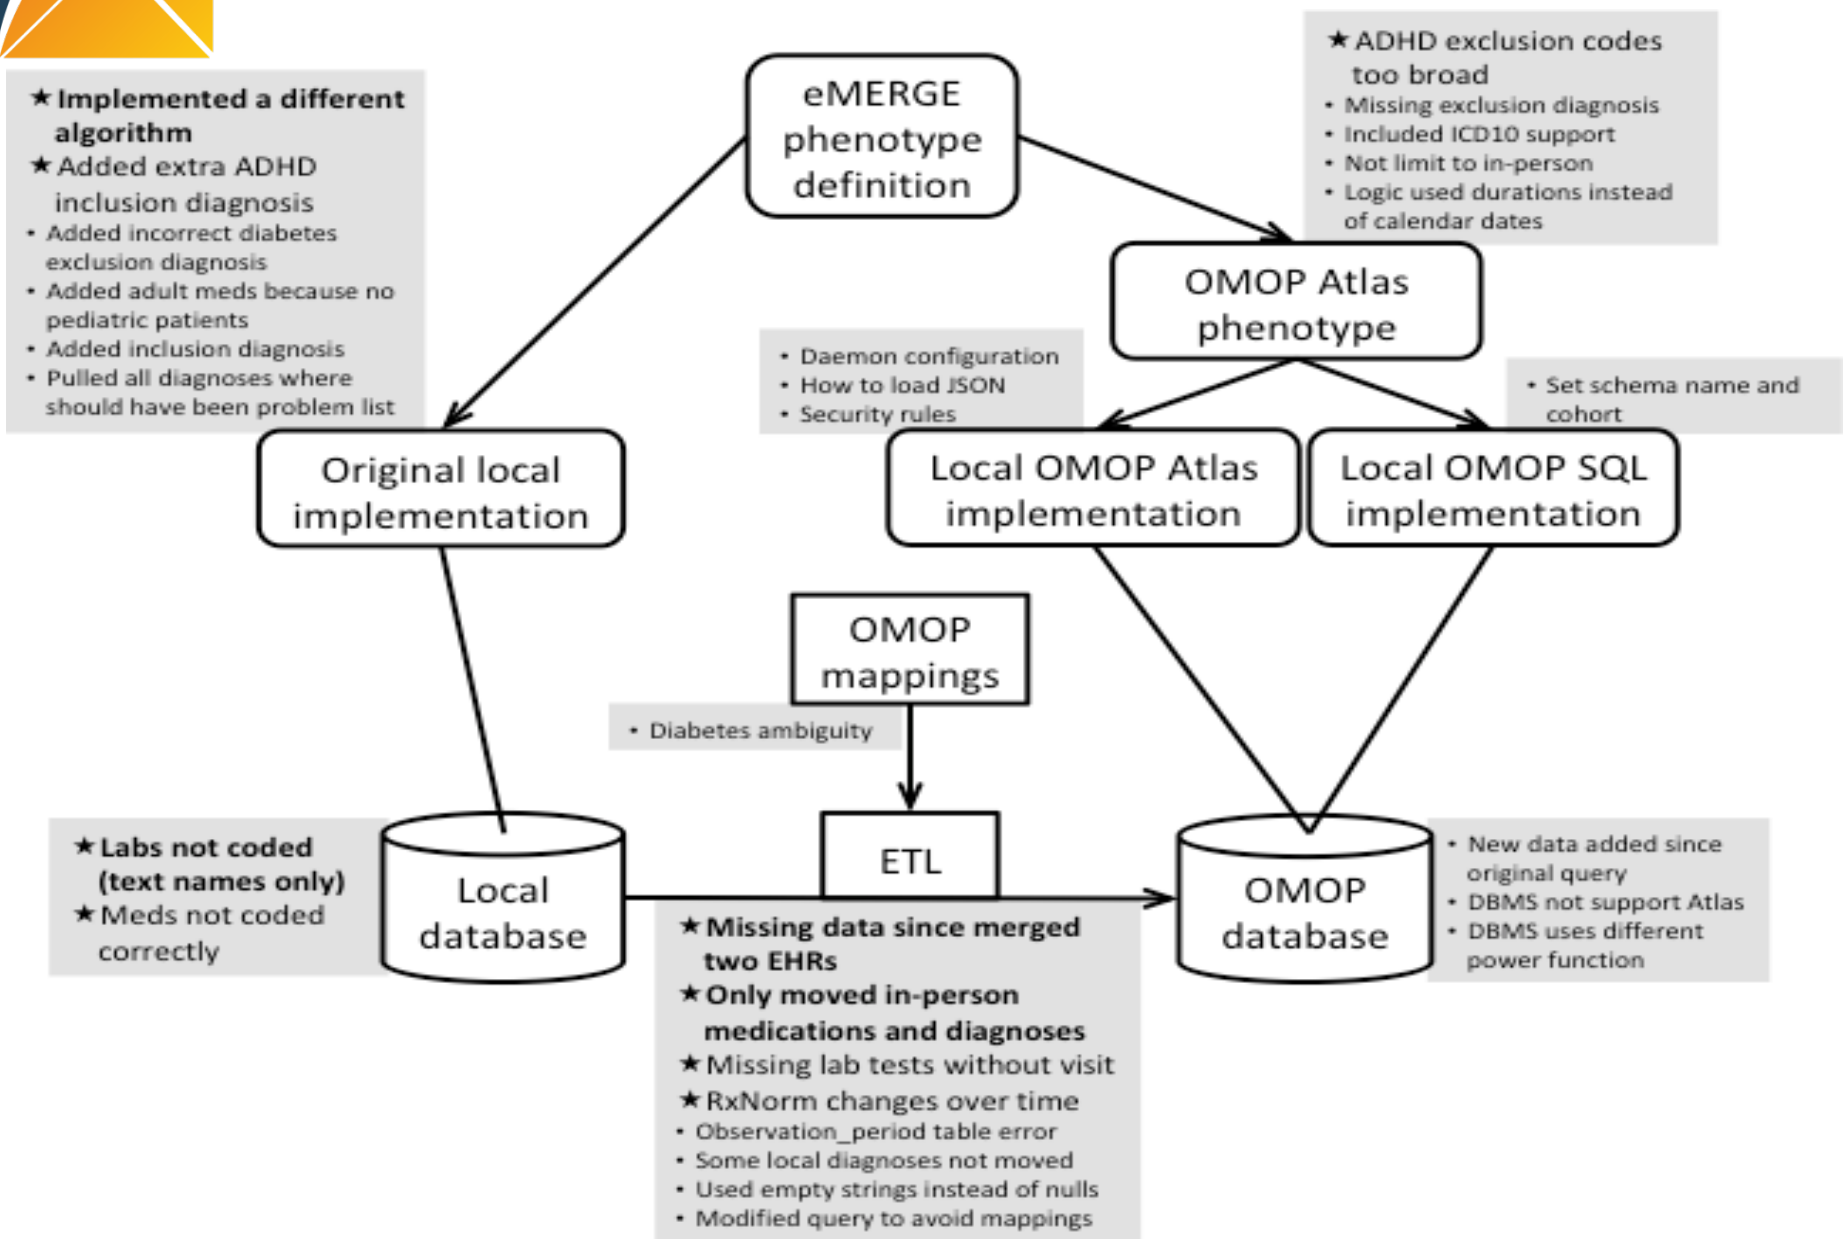 ★ Implemented a different
algorithm
★ Added extra ADHD
inclusion diagnosis
• Added incorrect diabetes
exclusion diagnosis
• Added adult meds because no
pediatric patients
• Added inclusion diagnosis
• Pulled all diagnoses where
should have been problem list
eMERGE
phenotype
definition
★ ADHD exclusion codes
too broad
• Missing exclusion diagnosis
• Included ICD10 support
• Not limit to in-person
• Logic used durations instead
of calendar dates
OMOP Atlas
phenotype
• Daemon configuration
• How to load JSON
• Security rules
• Set schema name and
cohort
Original local
implementation
Local OMOP Atlas
implementation
Local OMOP SQL
implementation
OMOP
mappings
• Diabetes ambiguity
★ Labs not coded
(text names only)
★ Meds not coded
correctly
Local
database
ETL
OMOP
database
• New data added since
original query
• DBMS not support Atlas
• DBMS uses different
power function
★ Missing data since merged
two EHRs
★ Only moved in-person
medications and diagnoses
★ Missing lab tests without visit
★ RxNorm changes over time
• Observation_period table error
• Some local diagnoses not moved
• Used empty strings instead of nulls
• Modified query to avoid mappings